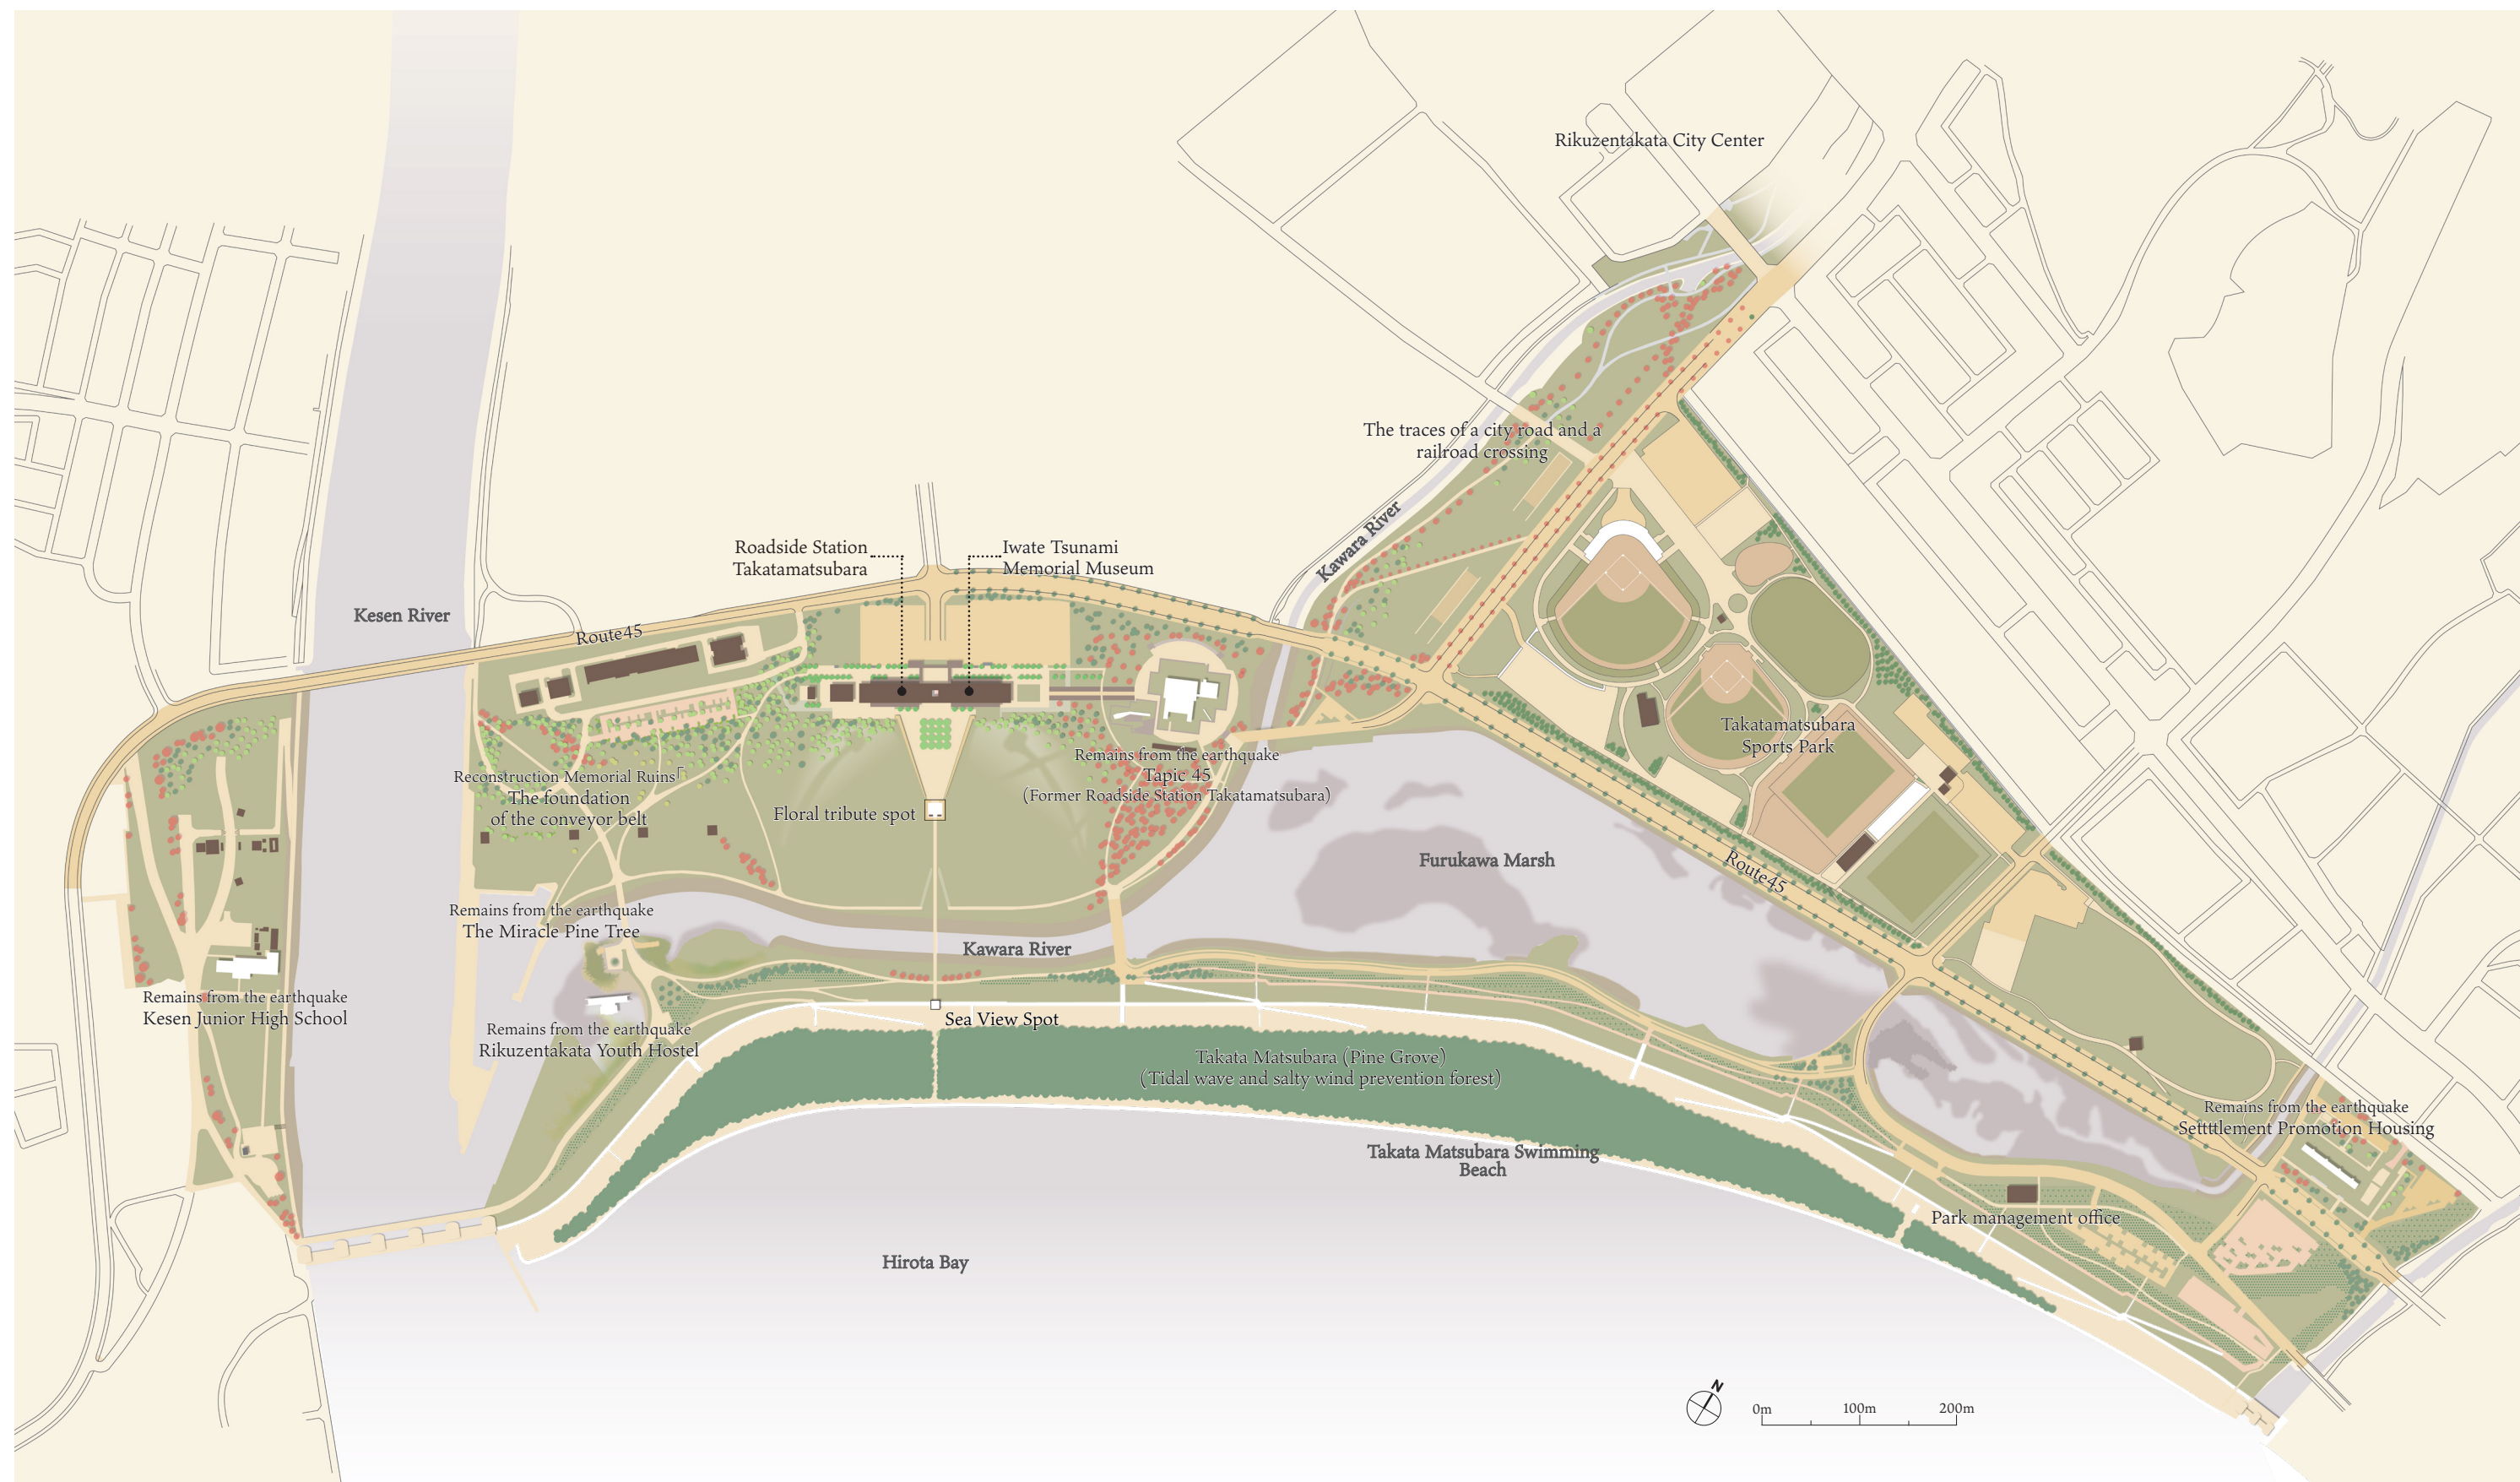 Rikuzentakata City Center
The traces of a city road and a
railroad crossing
Kawara River
Roadside Station
Takatamatsubara
Iwate Tsunami
Memorial Museum
Kesen River
Route45
Takatamatsubara
Sports Park
Remains from the earthquake
Tapic 45
(Former Roadside Station Takatamatsubara)
Reconstruction Memorial Ruins「
The foundation
of the conveyor belt
Floral tribute spot
Furukawa Marsh
Route45
Remains from the earthquake
The Miracle Pine Tree
Kawara River
Remains from the earthquake
Kesen Junior High School
Sea View Spot
Remains from the earthquake
Rikuzentakata Youth Hostel
Takata Matsubara (Pine Grove)
(Tidal wave and salty wind prevention forest)
Remains from the earthquake
Setttlement Promotion Housing
Takata Matsubara Swimming
Beach
Park management office
Hirota Bay
N
0m 100m 200m